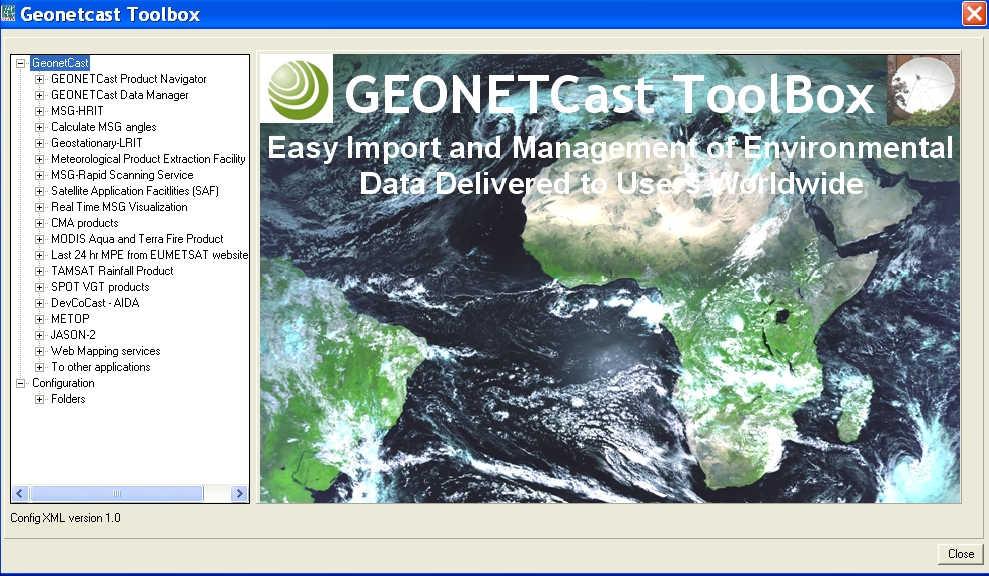 Geonetcast Toolbox
GeonetCast
GEONETCast Product Navigator
GEONETCast Data Manager
MSG-HRIT
Calculate MSG angles
Geostationary-LRIT
Meteorological Product Extraction Facility
MSG-Rapid Scanning Service
Satellite Application Facitlities (SAF)
Real Time MSG Visualization
CMA products
MODIS Aqua and Terra Fire Product
Last 24 hr MPE from EUMETSAT website
TAMSAT Rainfall Product
SPOT VGT products
DevCoCast - AIDA
METOP
JASON-2
Web Mapping services
To other applications
Configuration
Folders
GEONETCast ToolBox
Easy Import and Management of Environmental
Data Delivered to Users Worldwide
Config XML version 1.0
Close